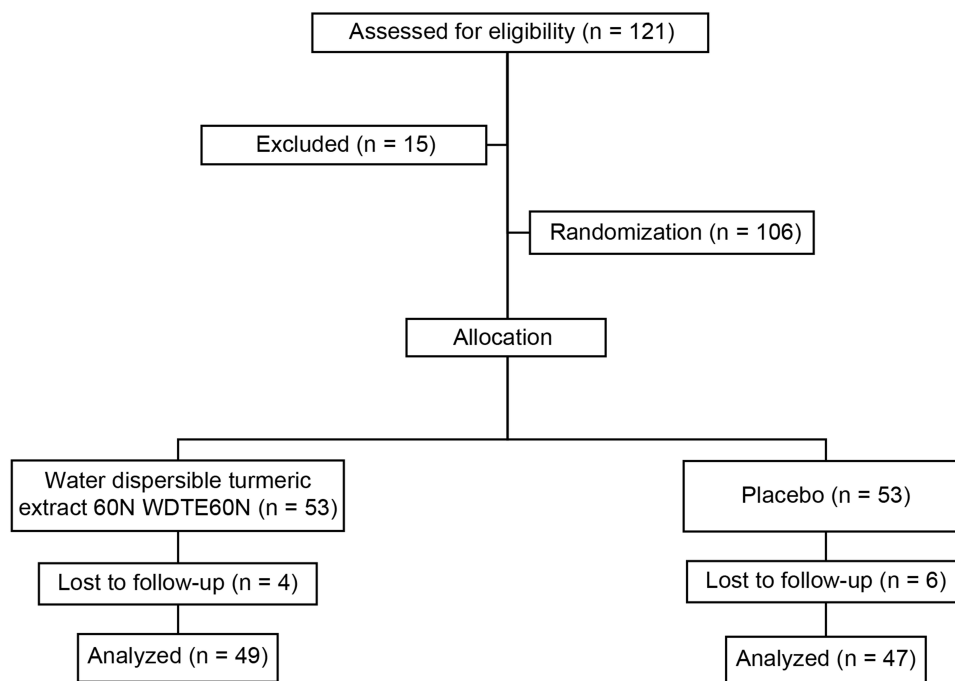 Assessed for eligibility (n = 121)
Excluded (n = 15)
Randomization (n = 106)
Allocation
Water dispersible turmeric
extract 60N WDTE60N (n = 53)
Placebo (n = 53)
Lost to follow-up (n = 4)
Lost to follow-up (n = 6)
Analyzed (n = 49)
Analyzed (n = 47)